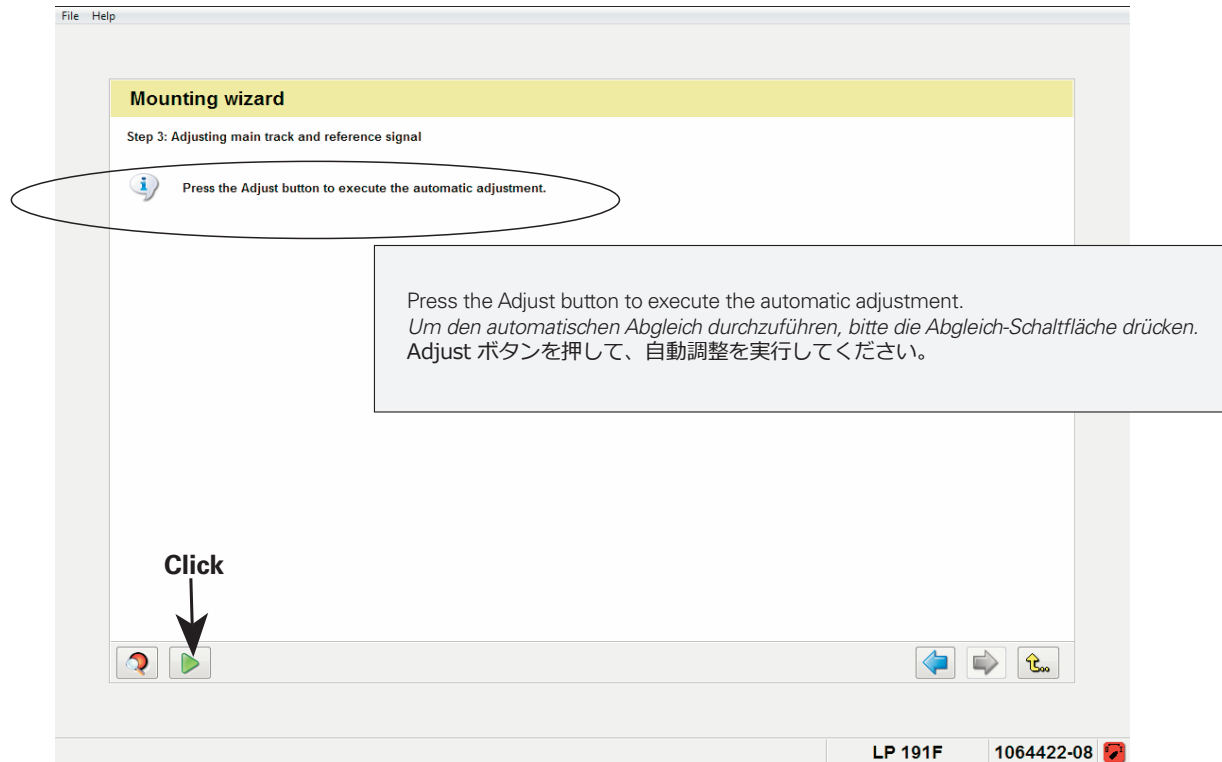 File Help
Mounting wizard
Step 3: Adjusting main track and reference signal
Press the Adjust button to execute the automatic adjustment.
Press the Adjust button to execute the automatic adjustment.
Um den automatischen Abgleich durchzuführen, bitte die Abgleich-Schaltfläche drücken.
Adjust ボタンを押して、自動調整を実行してください。
Click
LP 191F 1064422-08